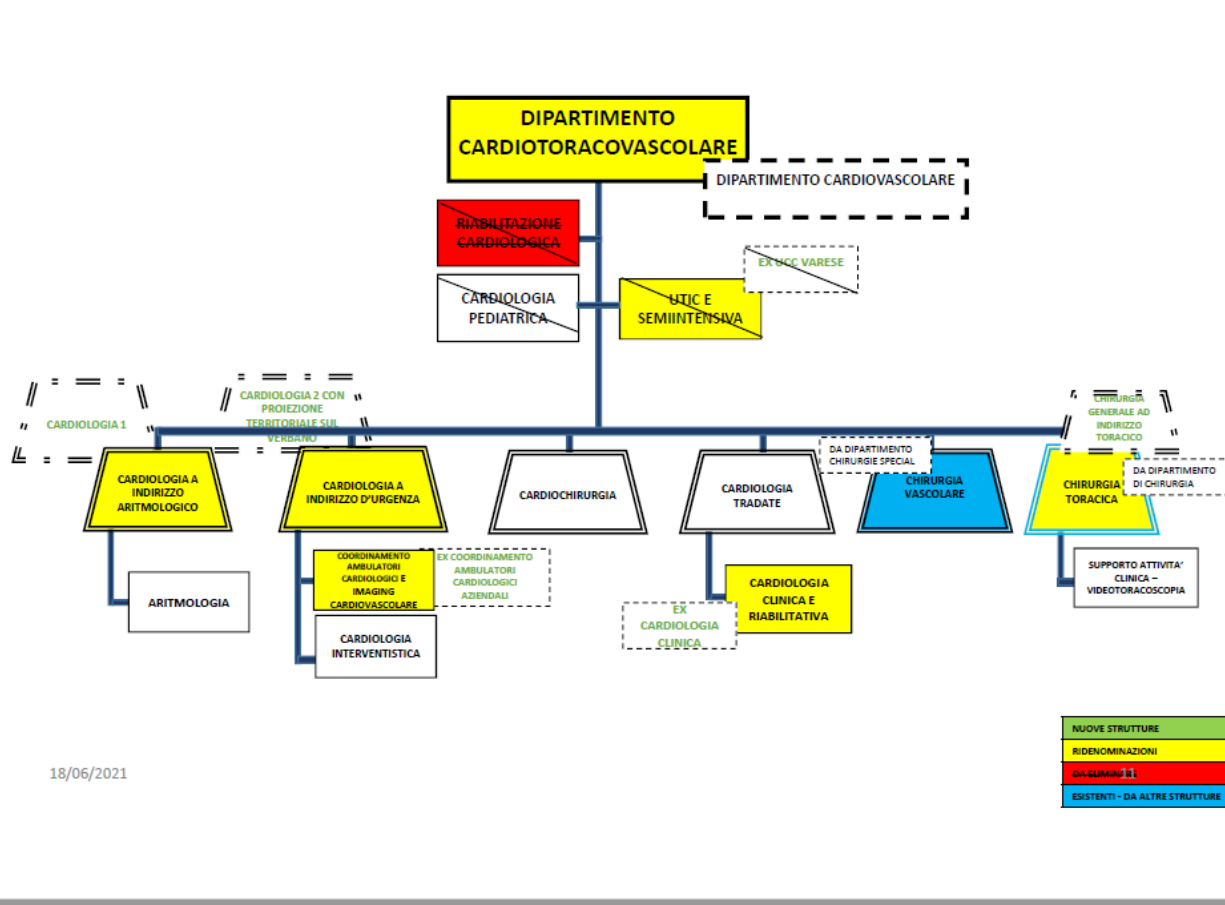 DIPARTIMENTO
CARDIOTORACOVASCOLARE
DIPARTIMENTO CARDIOVASCOLARE
RIABILITAZIONE
CARDIOLOGICA
EX UCC VARESE
CARDIOLOGIA
PEDIATRICA
UTIC E
SEMIINTENSIVA
CARDIOLOGIA 1
CARDIOLOGIA 2 CON
PROIEZIONE
TERRITORIALE SUL
VERBANO
CHIRURGIA
GENERALE AD
INDIRIZZO
TORACICO
CARDIOLOGIA A
INDIRIZZO
ARITMOLOGICO
CARDIOLOGIA A
INDIRIZZO D'URGENZA
CARDIOCHIRURGIA
CARDIOLOGIA
TRADATE
DA DIPARTIMENTO
CHIRURGIE SPECIAL
CHIRURGIA
VASCOLARE
CHIRURGIA
TORACICA
DA DIPARTIMENTO
DI CHIRURGIA
ARITMOLOGIA
COORDINAMENTO
AMBULATORI
CARDIOLOGICI E
IMAGING
CARDIOVASCOLARE
EX COORDINAMENTO
AMBULATORI
CARDIOLOGICI
AZIENDALI
CARDIOLOGIA
INTERVENTISTICA
CARDIOLOGIA
CLINICA E
RIABILITATIVA
EX
CARDIOLOGIA
CLINICA
SUPPORTO ATTIVITA'
CLINICA –
VIDEOTORACOSCOPIA
NUOVE STRUTTURE
RIDENOMINAZIONI
DA ELIMINARE
11
ESISTENTI - DA ALTRE STRUTTURE
18/06/2021